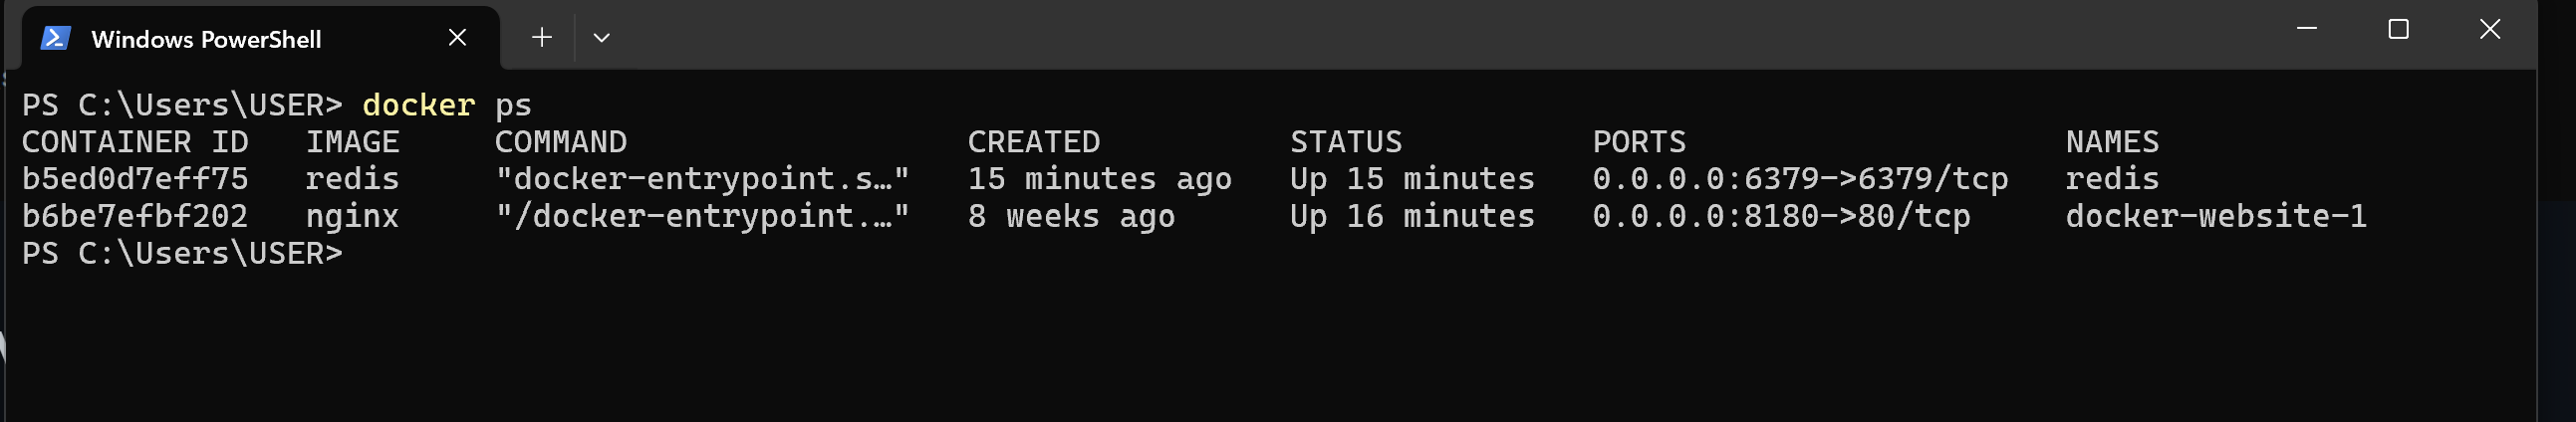 Windows PowerShell
PS C:\Users\USER> docker ps
CONTAINER ID   IMAGE     COMMAND                  CREATED          STATUS          PORTS                    NAMES
b5ed0d7eff75   redis     "docker-entrypoint.s…"   15 minutes ago   Up 15 minutes   0.0.0.0:6379->6379/tcp   redis
b6be7efbf202   nginx     "/docker-entrypoint.…"   8 weeks ago      Up 16 minutes   0.0.0.0:8180->80/tcp     docker-website-1
PS C:\Users\USER>